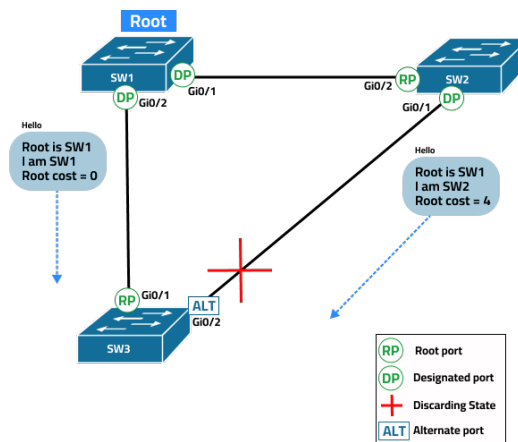 Root
SW1
DP
Gi0/1
DP
Gi0/2
Gi0/2
RP
SW2
DP
Gi0/1
Hello
Root is SW1
I am SW1
Root cost = 0
Hello
Root is SW1
I am SW2
Root cost = 4
RP
Gi0/1
ALT
Gi0/2
SW3
RP
Root port
DP
Designated port
Discarding State
ALT
Alternate port